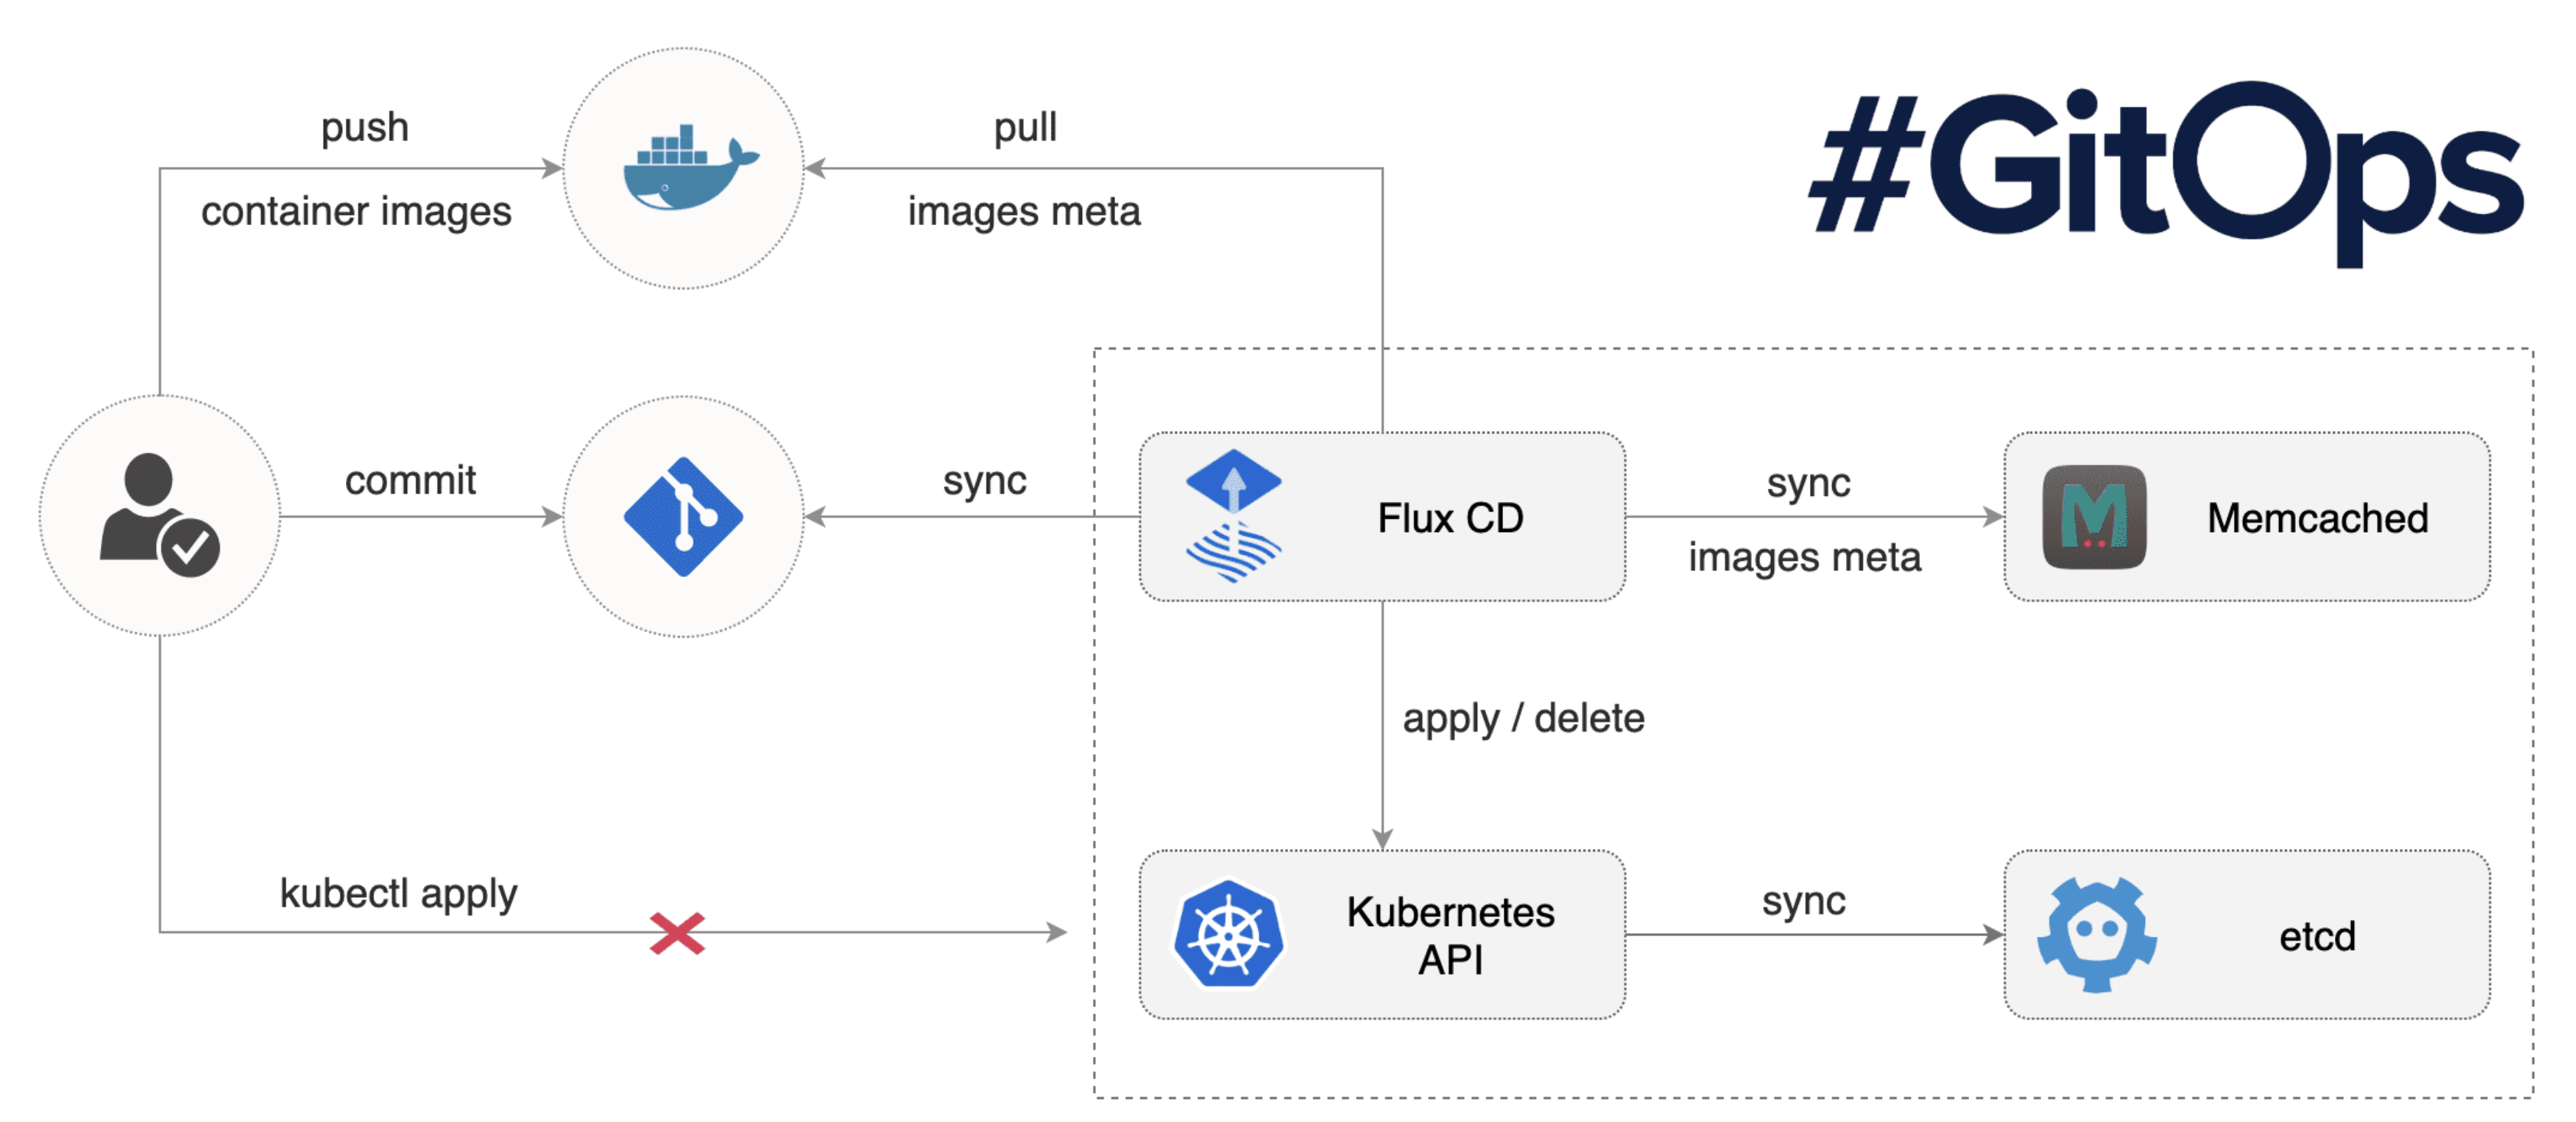 #GitOps
push
container images
pull
images meta
commit
sync
Flux CD
sync
images meta
Memcached
apply / delete
kubectl apply
Kubernetes
API
sync
etcd